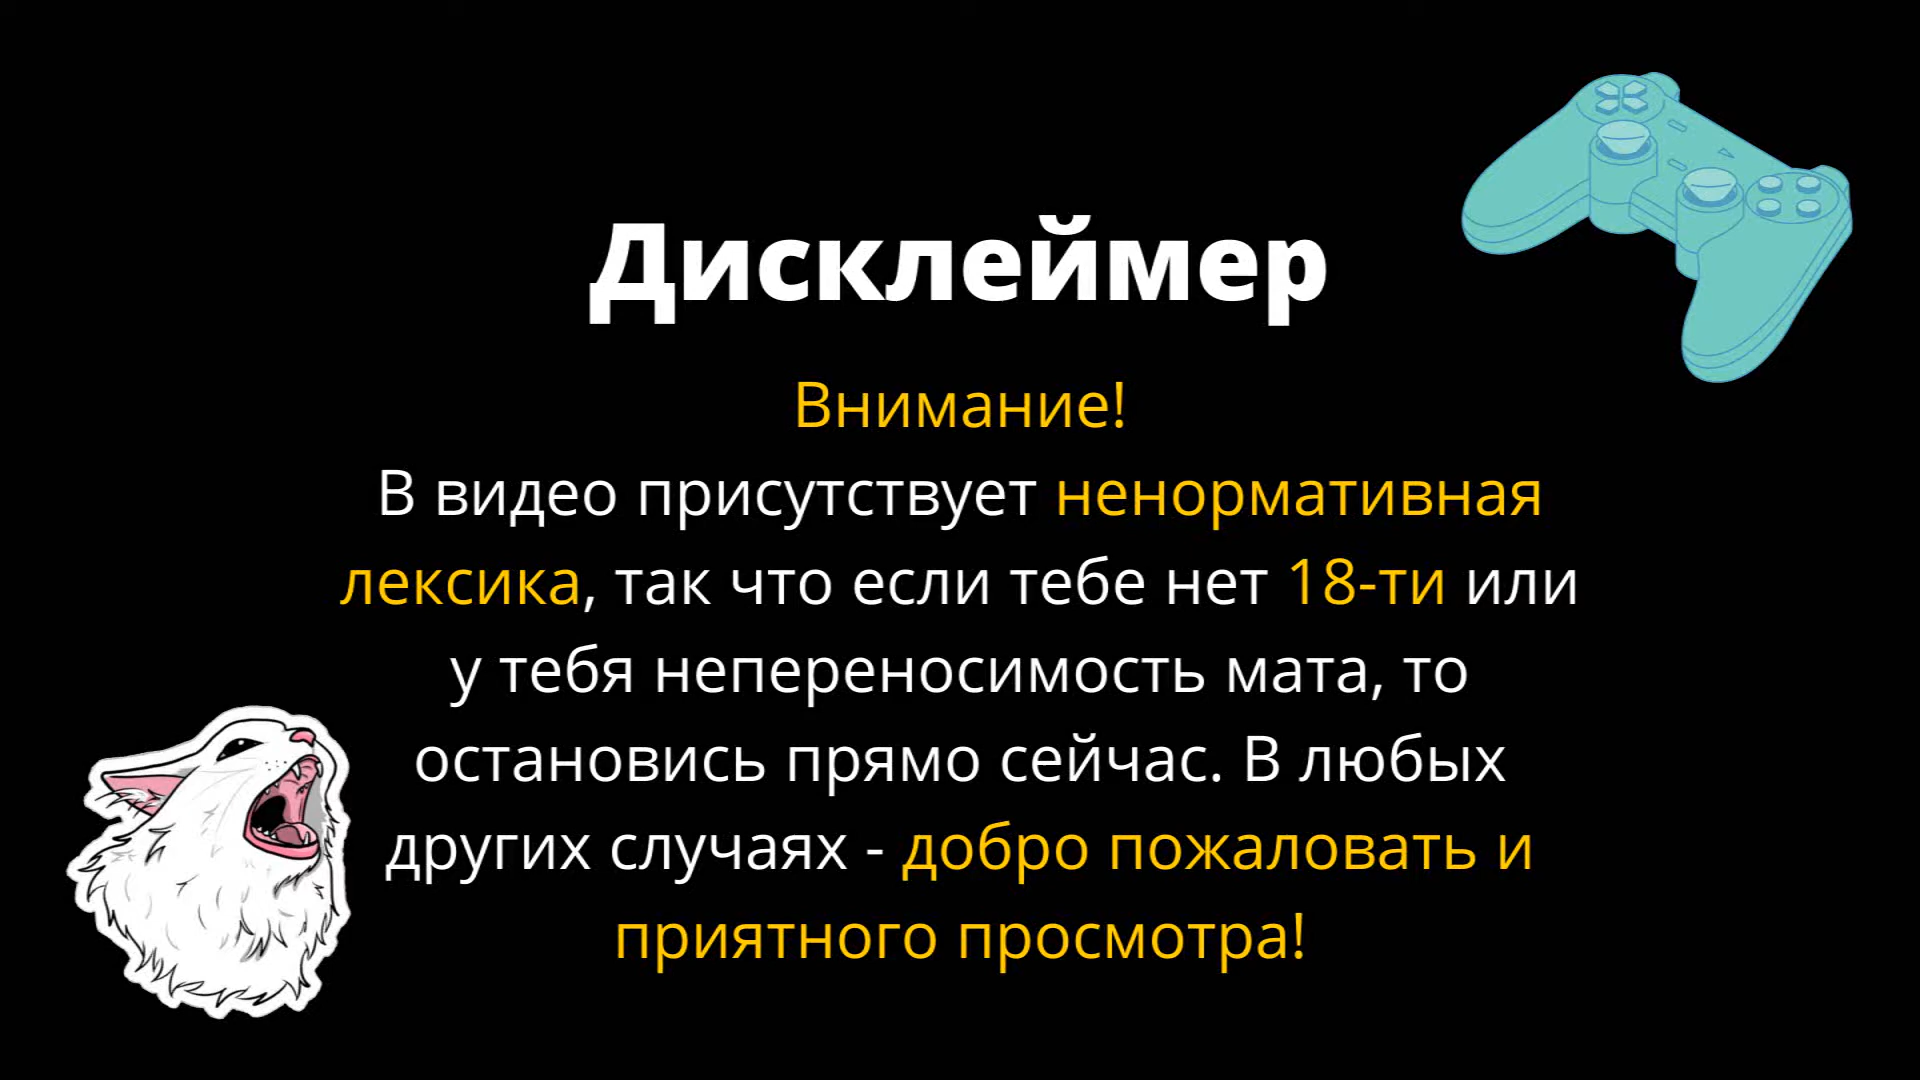 Дисклеймер
Внимание!
В видео присутствует ненормативная
лексика, так что если тебе нет 18-ти или
у тебя непереносимость мата, то
остановись прямо сейчас. В любых
других случаях - добро пожаловать и
приятного просмотра!